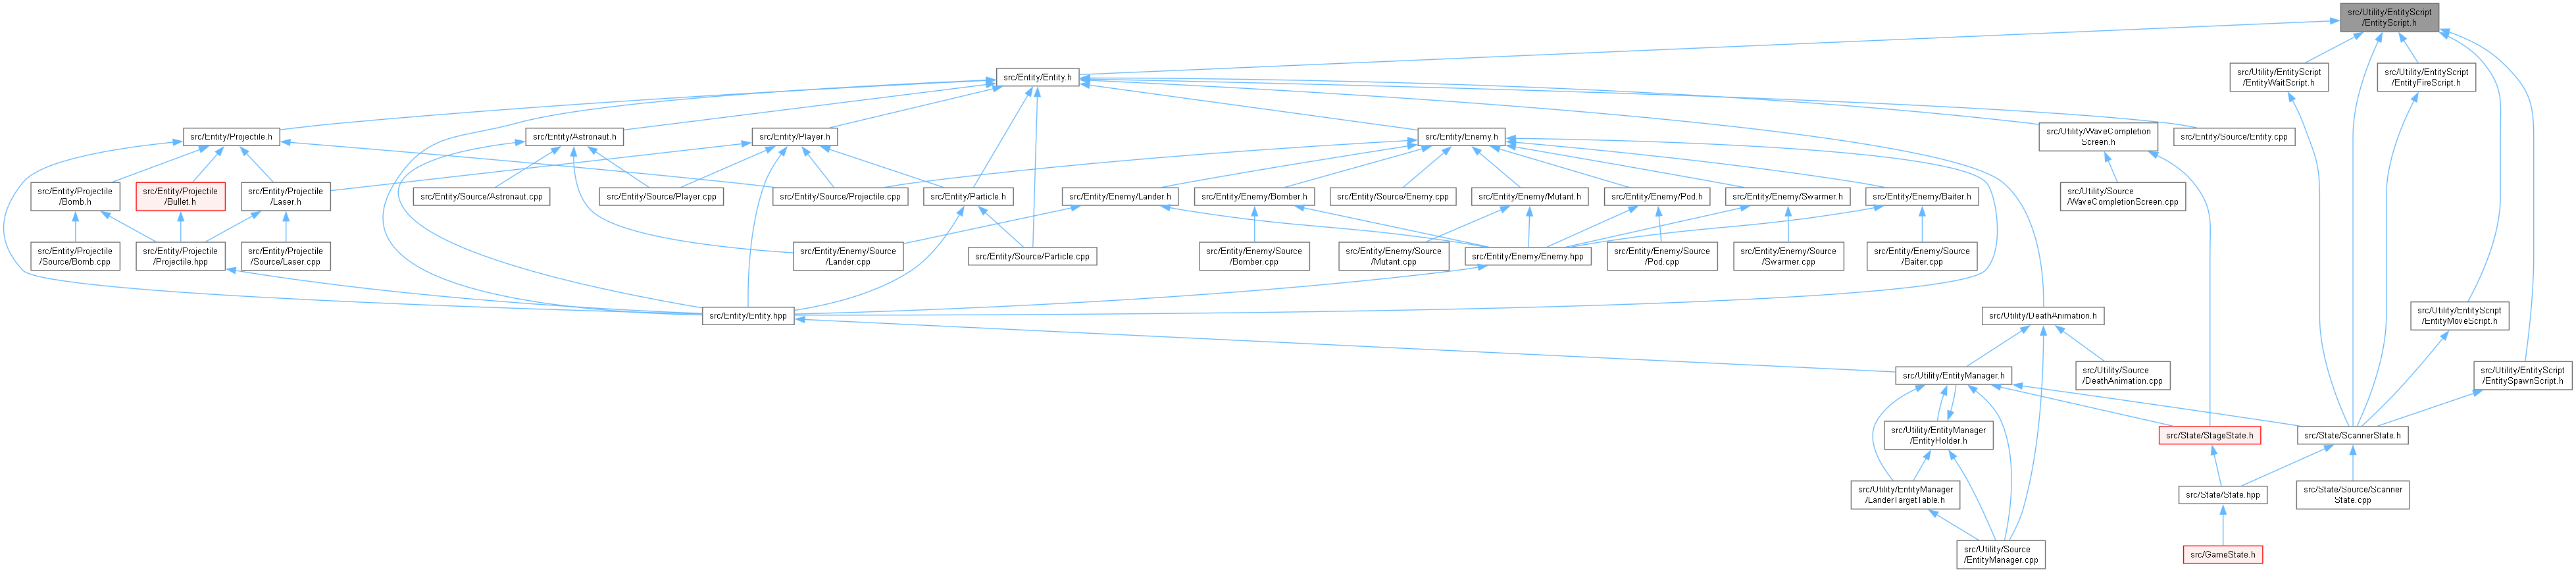 src/Utility/EntityScript
/EntityScript.h
src/Entity/Entity.h
src/Utility/EntityScript
/EntityWaitScript.h
src/Utility/EntityScript
/EntityFireScript.h
src/Entity/Projectile.h
src/Entity/Astronaut.h
src/Entity/Player.h
src/Entity/Enemy.h
src/Utility/WaveCompletion
Screen.h
src/Entity/Source/Entity.cpp
src/Entity/Projectile
/Bomb.h
src/Entity/Projectile
/Bullet.h
src/Entity/Projectile
/Laser.h
src/Entity/Source/Astronaut.cpp
src/Entity/Source/Player.cpp
src/Entity/Source/Projectile.cpp
src/Entity/Particle.h
src/Entity/Enemy/Lander.h
src/Entity/Enemy/Bomber.h
src/Entity/Source/Enemy.cpp
src/Entity/Enemy/Mutant.h
src/Entity/Enemy/Pod.h
src/Entity/Enemy/Swarmer.h
src/Entity/Enemy/Baiter.h
src/Utility/Source
/WaveCompletionScreen.cpp
src/Entity/Projectile
/Source/Bomb.cpp
src/Entity/Projectile
/Projectile.hpp
src/Entity/Projectile
/Source/Laser.cpp
src/Entity/Enemy/Source
/Lander.cpp
src/Entity/Source/Particle.cpp
src/Entity/Enemy/Source
/Bomber.cpp
src/Entity/Enemy/Source
/Mutant.cpp
src/Entity/Enemy/Enemy.hpp
src/Entity/Enemy/Source
/Pod.cpp
src/Entity/Enemy/Source
/Swarmer.cpp
src/Entity/Enemy/Source
/Baiter.cpp
src/Entity/Entity.hpp
src/Utility/DeathAnimation.h
src/Utility/EntityScript
/EntityMoveScript.h
src/Utility/EntityManager.h
src/Utility/Source
/DeathAnimation.cpp
src/Utility/EntityScript
/EntitySpawnScript.h
src/Utility/EntityManager
/EntityHolder.h
src/State/StageState.h
src/State/ScannerState.h
src/Utility/EntityManager
/LanderTargetTable.h
src/State/State.hpp
src/State/Source/Scanner
State.cpp
src/Utility/Source
/EntityManager.cpp
src/GameState.h